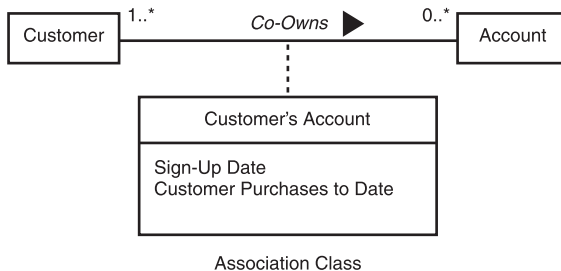 1..*
Co-Owns
0..*
Customer
Account
Customer's Account
Sign-Up Date
Customer Purchases to Date
Association Class